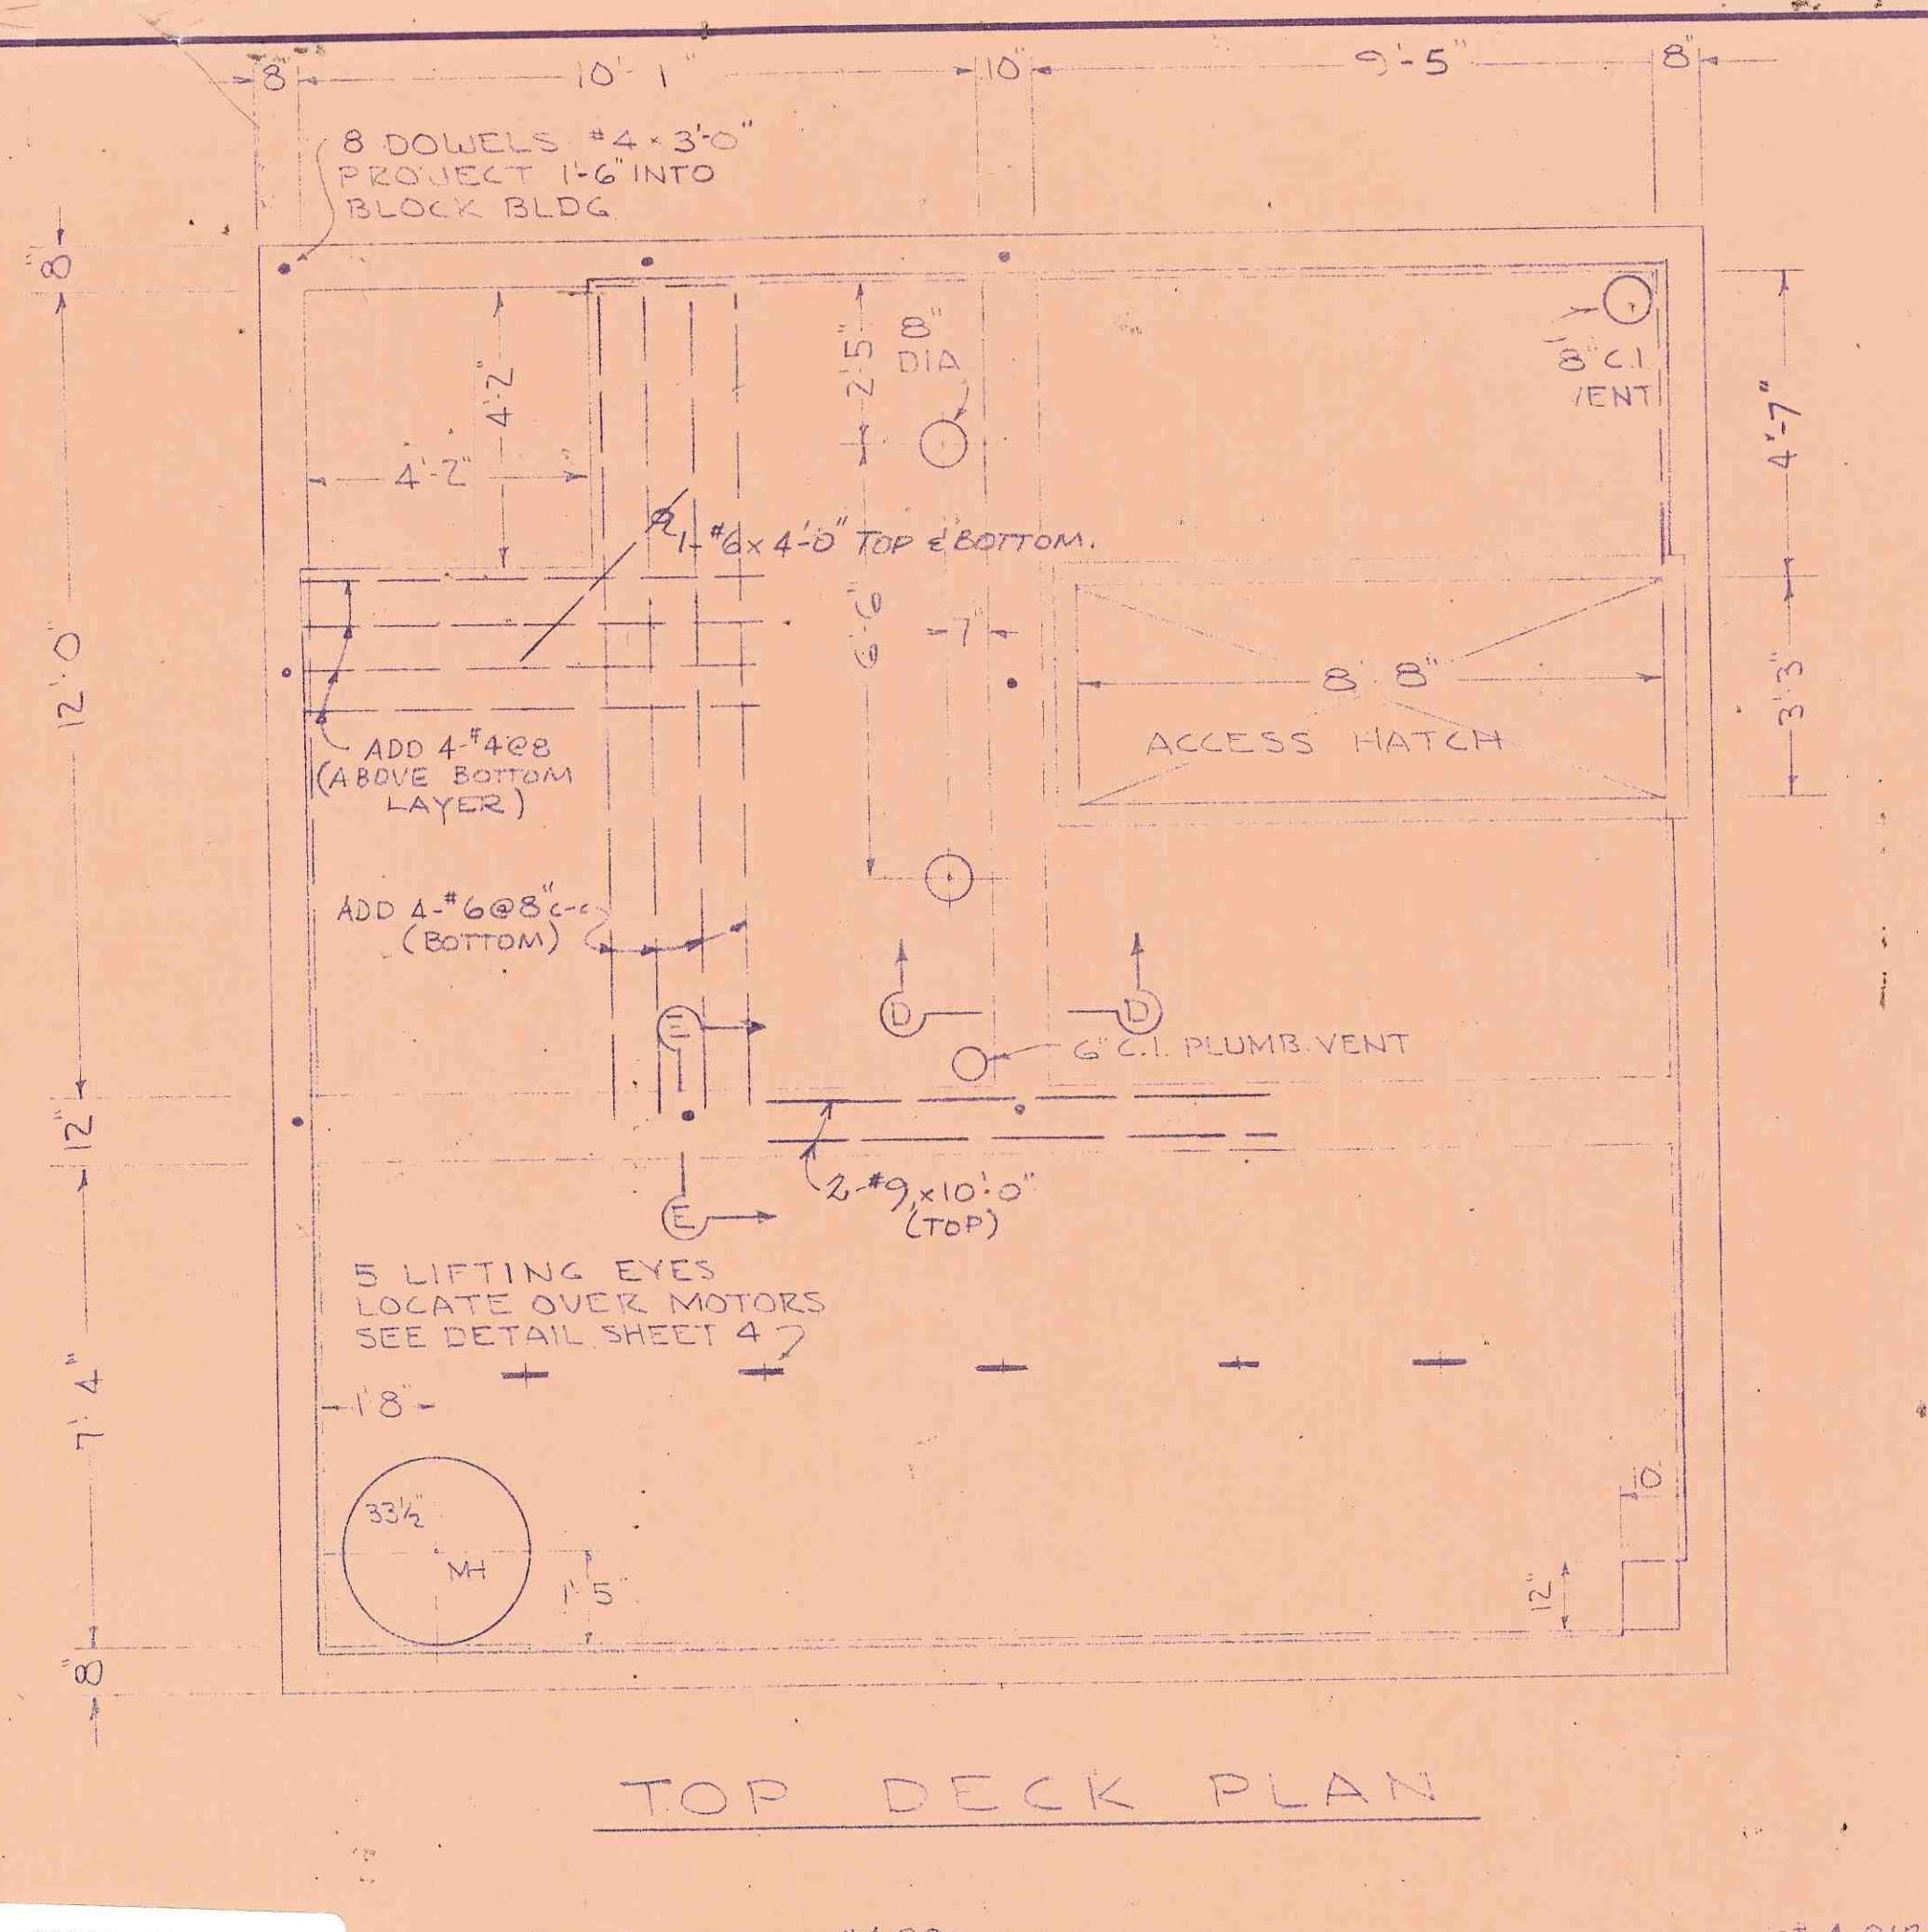 8"
10'-1"
10"
9'-5"
8"
8 DOWELS #4 x 3'-0"
PROJECT 1'-6" INTO
BLOCK BLDG.
8"
4'-2"
4'-2"
2'-5"
8"
DIA
8" C.I.
VENT
4'-7"
1-#6 x 4'-0" TOP & BOTTOM.
12'-0"
6'-6"
7"
8'-8"
ACCESS HATCH
3'-3"
ADD 4-#4@8
(ABOVE BOTTOM
LAYER)
ADD 4-#6@8" c-c
(BOTTOM)
E
D
D
6" C.I. PLUMB. VENT
12"
2-#9 x 10'-0"
(TOP)
E
5 LIFTING EYES
LOCATE OVER MOTORS
SEE DETAIL SHEET 4
7'-4"
1'8"
33½"
MH
1'-5"
10"
12"
8"
TOP DECK PLAN